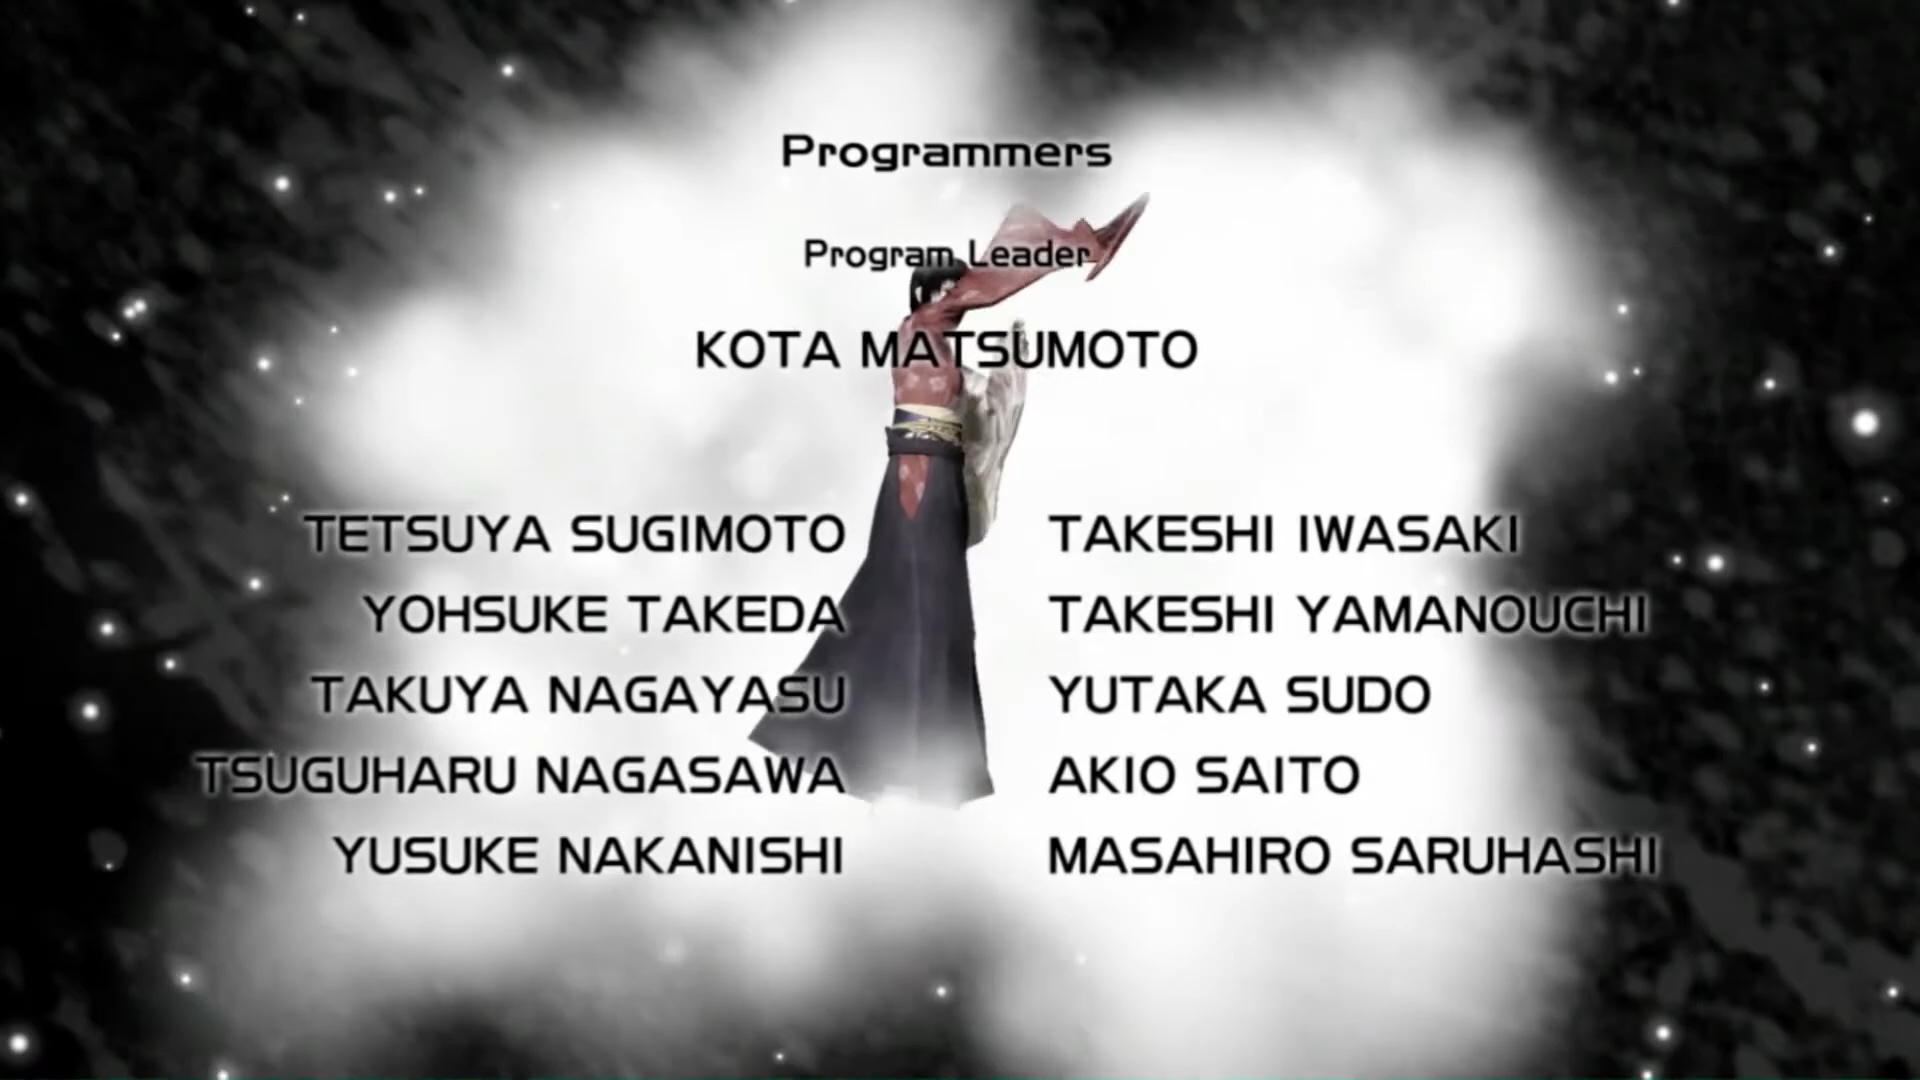 Programmers
Program Leader
KOTA MATSUMOTO
TETSUYA SUGIMOTO TAKESHI IWASAKI
YOHSUKE TAKEDA TAKESHI YAMANOUCHI
TAKUYA NAGAYASU YUTAKA SUDO
TSUGUHARU NAGASAWA AKIO SAITO
YUSUKE NAKANISHI MASAHIRO SARUHASHI